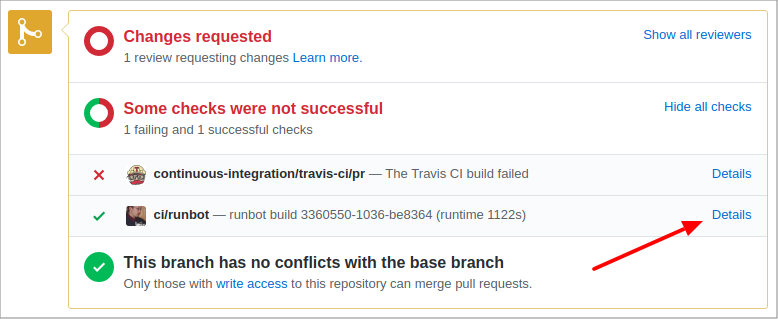 Changes requested
Show all reviewers
1 review requesting changes Learn more.
Some checks were not successful
Hide all checks
1 failing and 1 successful checks
continuous-integration/travis-ci/pr — The Travis CI build failed
Details
ci/runbot — runbot build 3360550-1036-be8364 (runtime 1122s)
Details
This branch has no conflicts with the base branch
Only those with write access to this repository can merge pull requests.